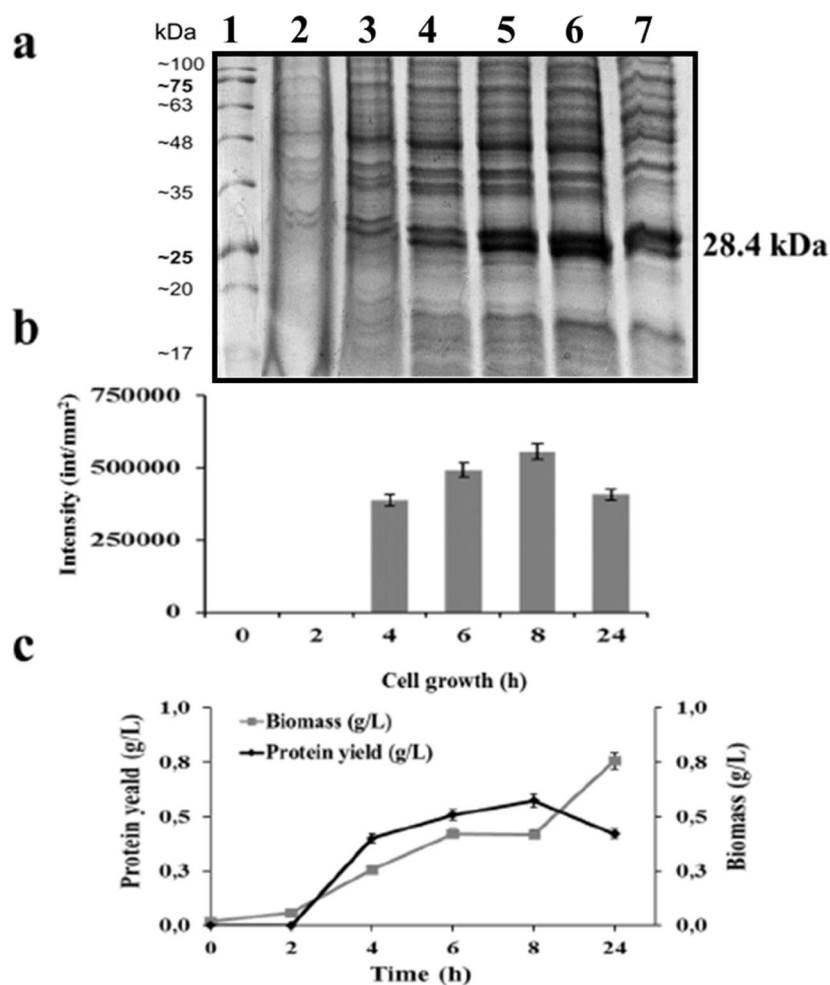 a
kDa 1 2 3 4 5 6 7
~100
~75
~63
~48
~35
~25
~20
~17
28.4 kDa
b
Intensity (int/mm²)
750000
500000
250000
0
0 2 4 6 8 24
Cell growth (h)
c
Protein yeald (g/L)
1,0
0,8
0,5
0,3
0,0
Biomass (g/L)
Protein yield (g/L)
1,0
0,8
0,5
0,3
0,0
Biomass (g/L)
0 2 4 6 8 24
Time (h)